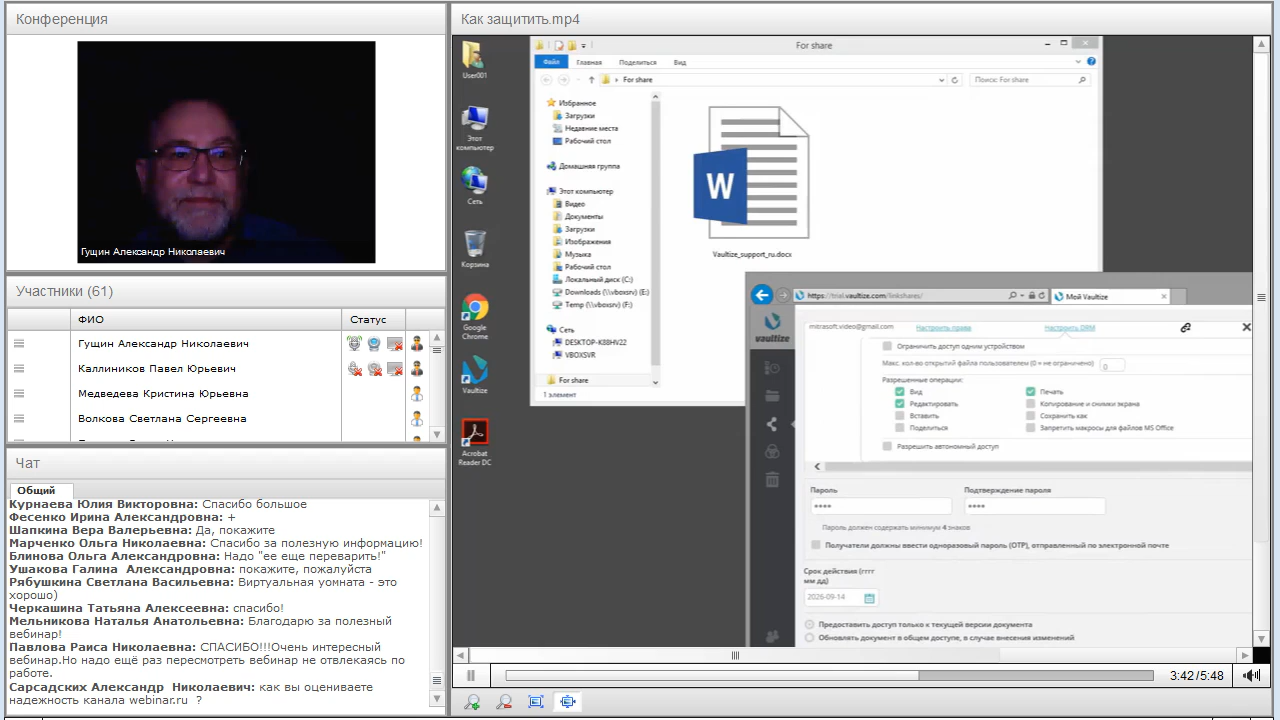 Конференция
Гущин Александр Николаевич
Участники (61)
ФИО
Статус
Гущин Александр Николаевич
Каллиников Павел Юрьевич
Медведева Кристина Юрьевна
Волкова Светлана Сергеевна
Чат
Общий
Курнаева Юлия Викторовна: Спасибо большое
Фесенко Ирина Александровна: +
Шапкина Вера Валерьевна: Да, покажите
Марченко Ольга Николаевна: Спасибо за полезную информацию!
Блинова Ольга Александровна: Надо "есть" и "переварить!"
Ушакова Галина Александровна: покажите, пожалуйста
Рябушкина Светлана Васильевна: Виртуальная уомната - это
хорошо)
Черкашина Татьяна Алексеевна: спасибо!
Мельникова Наталья Анатольевна: Благодарю за полезный
вебинар!
Павлова Раиса Николаевна: СПАСИБО!!!Очень интересный
вебинар.Но надо ещё раз пересмотреть вебинар не отвлекаясь по
работе.
Сарсадских Александр Николаевич: как вы оцениваете
надежность канала webinar.ru ?
Как защитить.mp4
User001
Этот
компьютер
Сеть
Корзина
Google
Chrome
Vaultize
Acrobat
Reader DC
For share
Файл
Главная
Поделиться
Вид
For share
Поиск: For share
Избранное
Загрузки
Недавние места
Рабочий стол
Домашняя группа
Этот компьютер
Видео
Документы
Загрузки
Изображения
Музыка
Рабочий стол
Локальный диск (C:)
Downloads (\\vboxsrv) (E:)
Temp (\\vboxsrv) (F:)
Сеть
DESKTOP-K88HV22
VBOXSVR
For share
1 элемент
W
Vaultize_support_ru.docx
https://trial.vaultize.com/linkshares/
Мой Vaultize
vaultize
mitrasoft.video@gmail.com
Настроить права
Настроить DRM
Ограничить доступ одним устройством
Макс. кол-во открытий файла пользователем (0 = не ограничено)
0
Разрешенные операции:
Вид
Печать
Редактировать
Копирование и снимки экрана
Вставить
Сохранить как
Поделиться
Запретить макросы для файлов MS Office
Разрешить автономный доступ
Пароль
Подтверждение пароля
Пароль должен содержать минимум 4 знаков
Получатели должны ввести одноразовый пароль (OTP), отправленный по электронной почте
Срок действия (гггг
мм дд)
2026-09-14
Предоставить доступ только к текущей версии документа
Обновлять документ в общем доступе, в случае внесения изменений
3:42/5:48